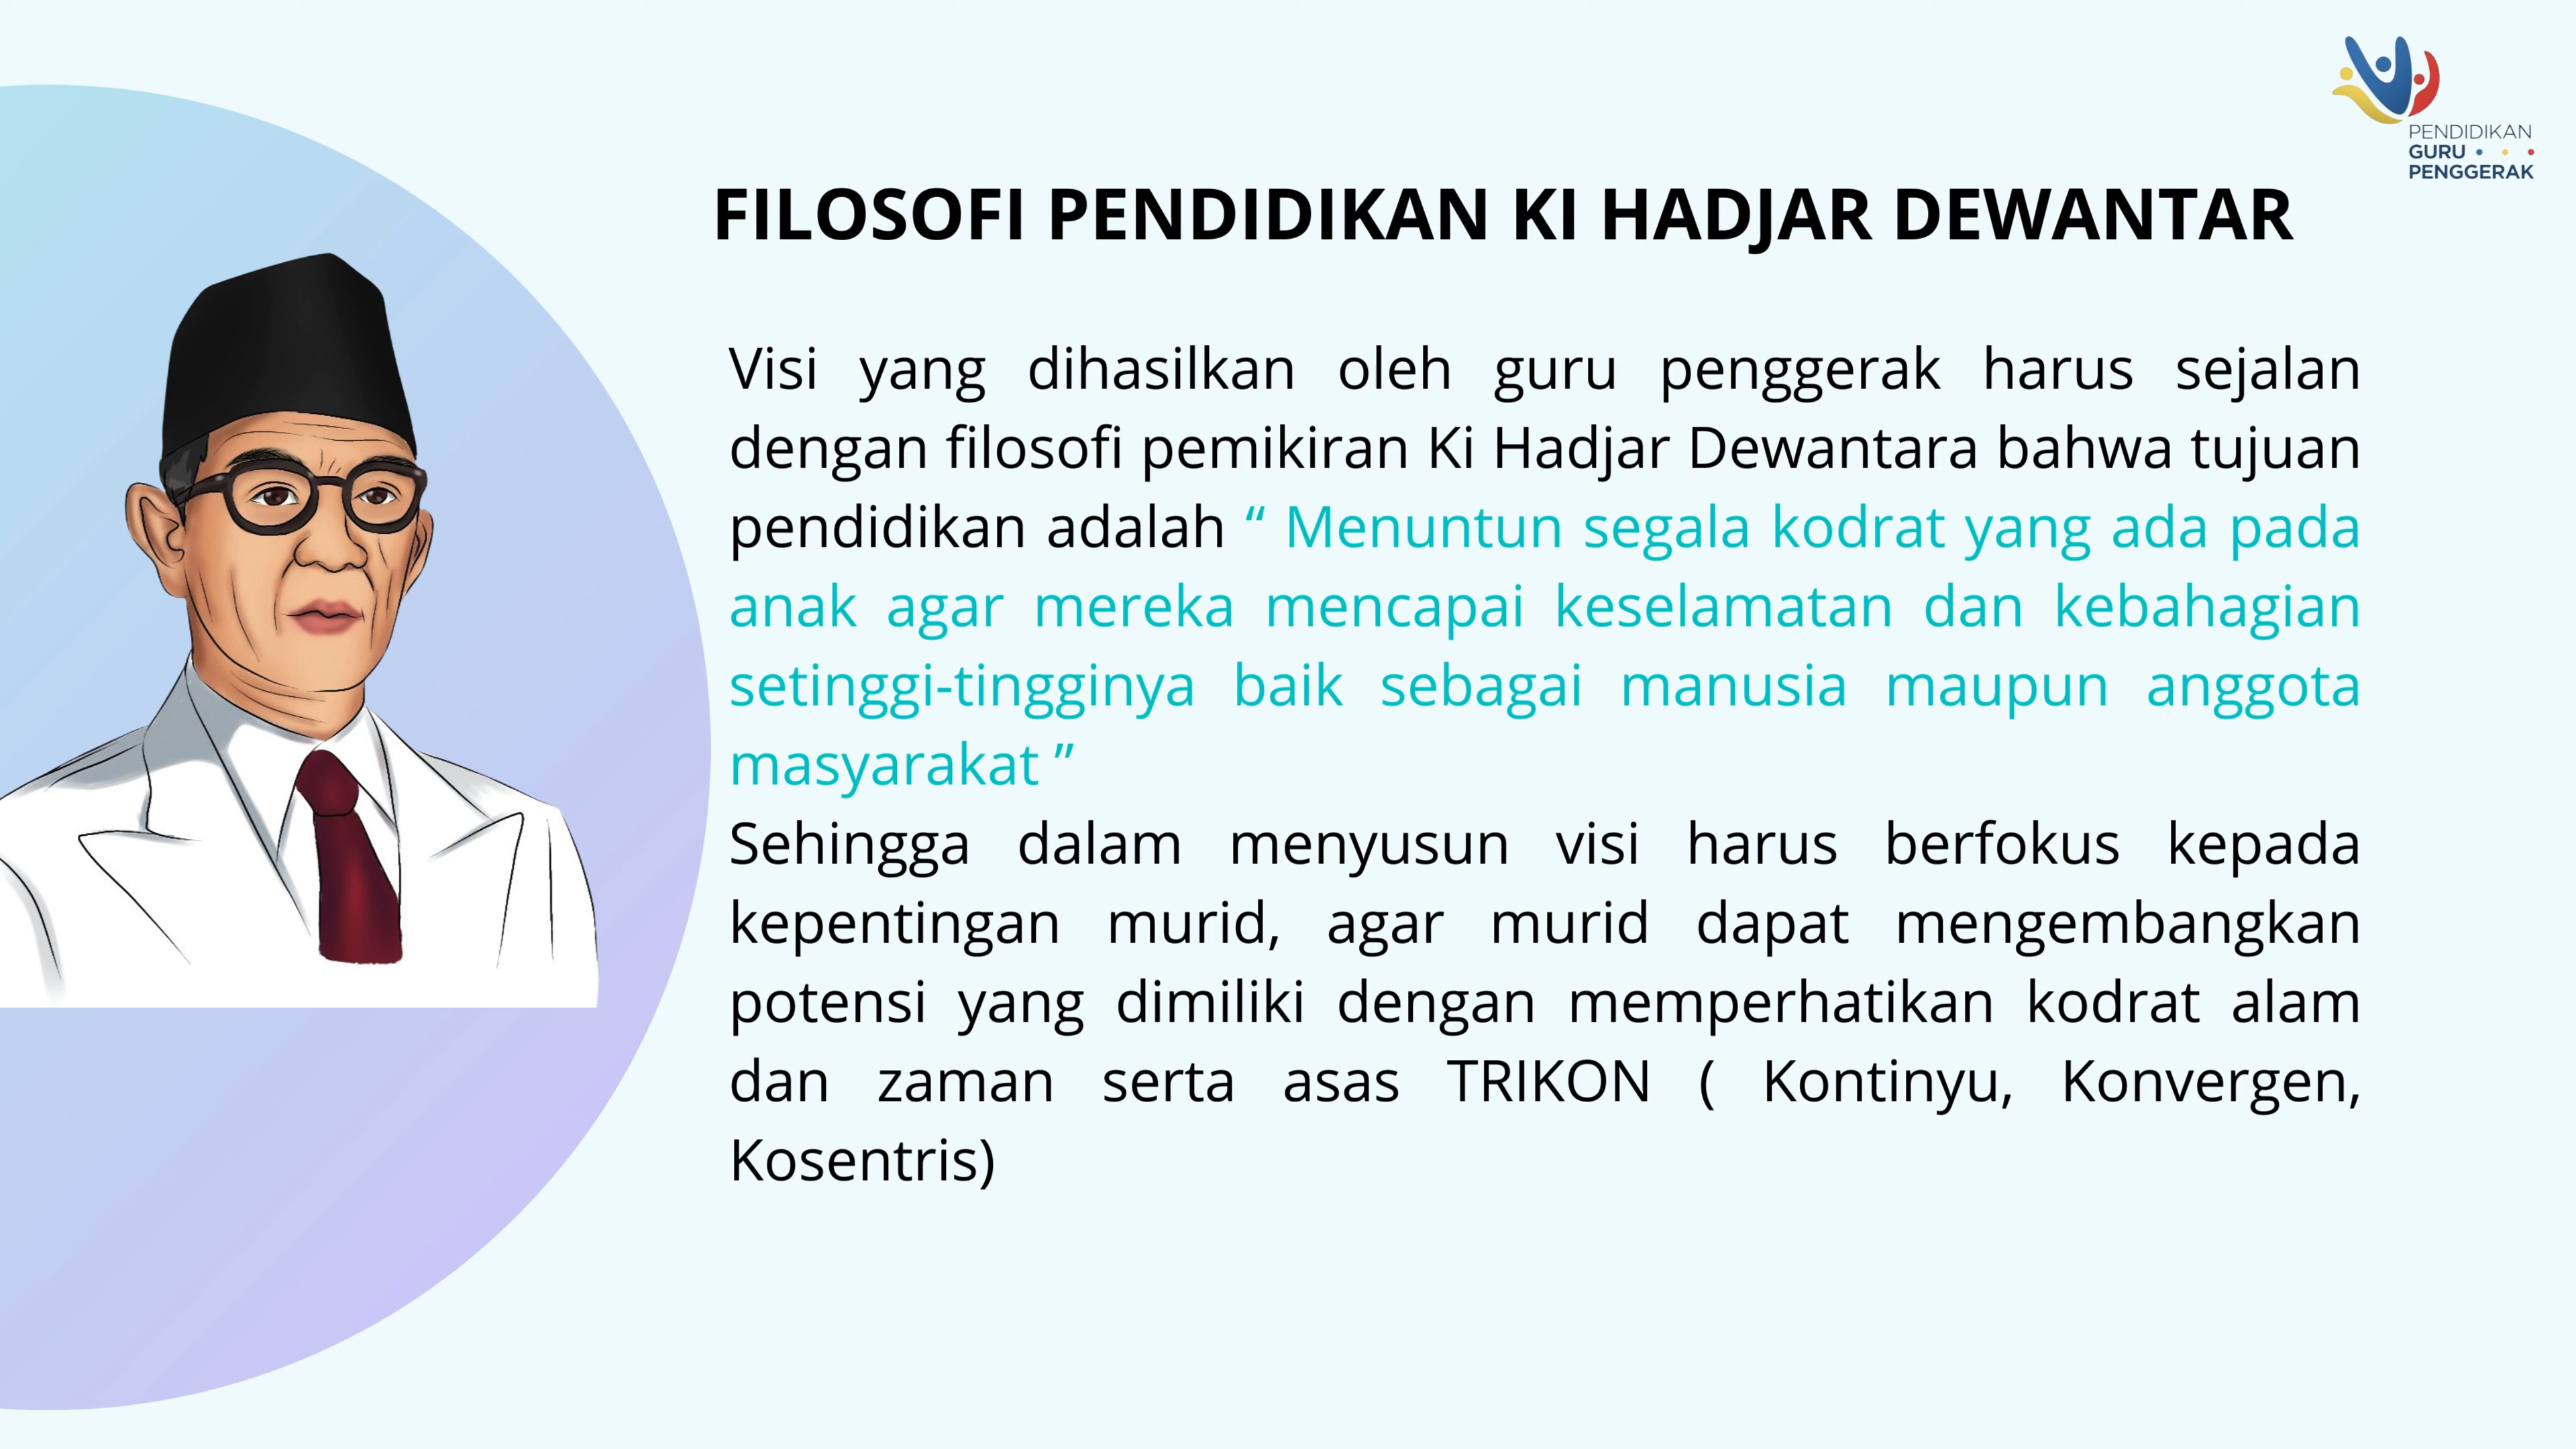 PENDIDIKAN
GURU
PENGGERAK
FILOSOFI PENDIDIKAN KI HADJAR DEWANTAR
Visi yang dihasilkan oleh guru penggerak harus sejalan
dengan filosofi pemikiran Ki Hadjar Dewantara bahwa tujuan
pendidikan adalah “ Menuntun segala kodrat yang ada pada
anak agar mereka mencapai keselamatan dan kebahagian
setinggi-tingginya baik sebagai manusia maupun anggota
masyarakat ”
Sehingga dalam menyusun visi harus berfokus kepada
kepentingan murid, agar murid dapat mengembangkan
potensi yang dimiliki dengan memperhatikan kodrat alam
dan zaman serta asas TRIKON ( Kontinyu, Konvergen,
Kosentris)